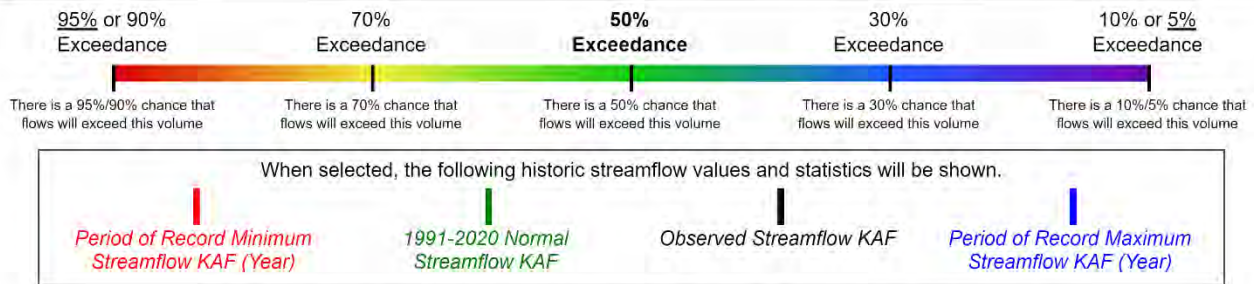 95% or 90%
Exceedance
70%
Exceedance
50%
Exceedance
30%
Exceedance
10% or 5%
Exceedance
There is a 95%/90% chance that
flows will exceed this volume
There is a 70% chance that
flows will exceed this volume
There is a 50% chance that
flows will exceed this volume
There is a 30% chance that
flows will exceed this volume
There is a 10%/5% chance that
flows will exceed this volume
When selected, the following historic streamflow values and statistics will be shown.
Period of Record Minimum
Streamflow KAF (Year)
1991-2020 Normal
Streamflow KAF
Observed Streamflow KAF
Period of Record Maximum
Streamflow KAF (Year)